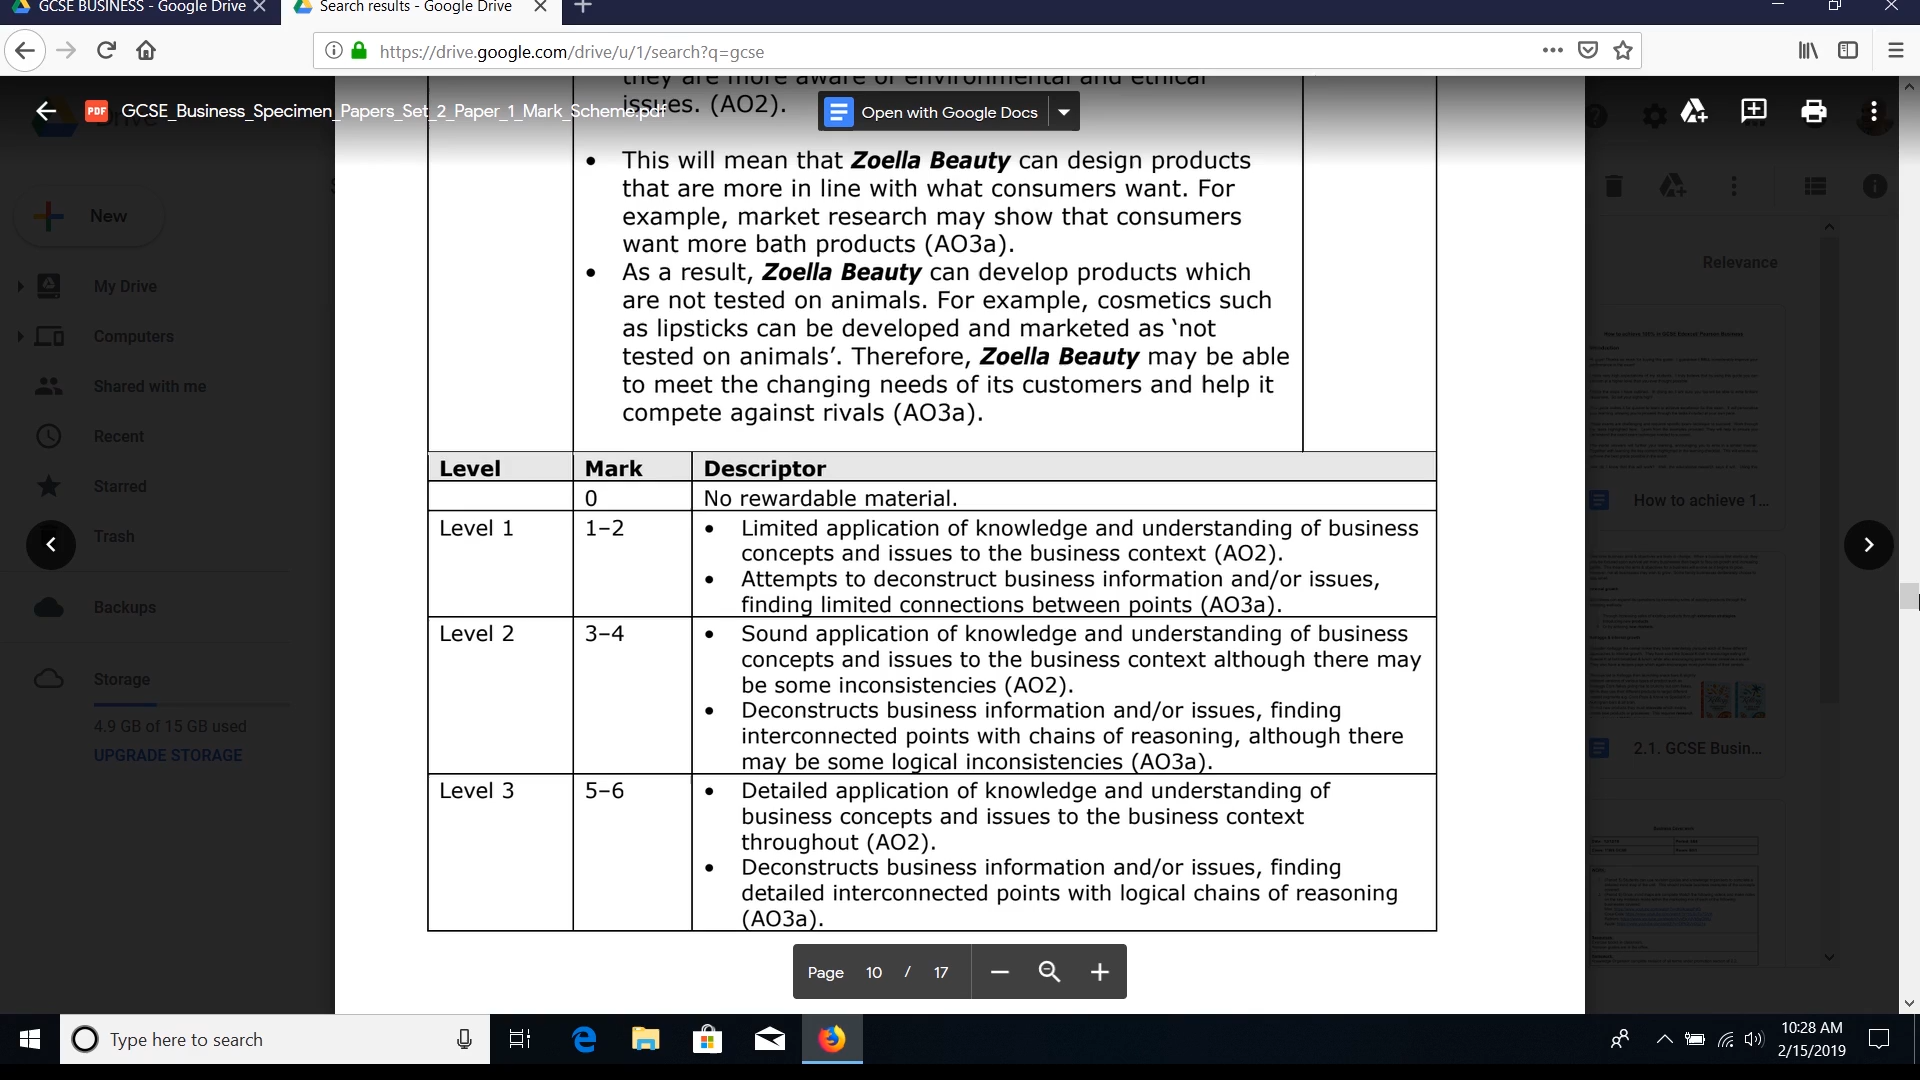 GCSE BUSINESS - Google Drive
Search results - Google Drive
https://drive.google.com/drive/u/1/search?q=gcse
they are more aware of environmental and ethical
issues. (AO2).
PDF
GCSE_Business_Specimen_Papers_Set_2_Paper_1_Mark_Scheme.pdf
Open with Google Docs
• This will mean that Zoella Beauty can design products
that are more in line with what consumers want. For
example, market research may show that consumers
want more bath products (AO3a).
• As a result, Zoella Beauty can develop products which
are not tested on animals. For example, cosmetics such
as lipsticks can be developed and marketed as ‘not
tested on animals’. Therefore, Zoella Beauty may be able
to meet the changing needs of its customers and help it
compete against rivals (AO3a).
Level Mark Descriptor
0 No rewardable material.
Level 1 1–2 • Limited application of knowledge and understanding of business
concepts and issues to the business context (AO2).
• Attempts to deconstruct business information and/or issues,
finding limited connections between points (AO3a).
Level 2 3–4 • Sound application of knowledge and understanding of business
concepts and issues to the business context although there may
be some inconsistencies (AO2).
• Deconstructs business information and/or issues, finding
interconnected points with chains of reasoning, although there
may be some logical inconsistencies (AO3a).
Level 3 5–6 • Detailed application of knowledge and understanding of
business concepts and issues to the business context
throughout (AO2).
• Deconstructs business information and/or issues, finding
detailed interconnected points with logical chains of reasoning
(AO3a).
Page 10 / 17
New
My Drive
Computers
Shared with me
Recent
Starred
Trash
Backups
Storage
4.9 GB of 15 GB used
UPGRADE STORAGE
Relevance
How to achieve 1...
2.1. GCSE Busin...
Type here to search
10:28 AM
2/15/2019